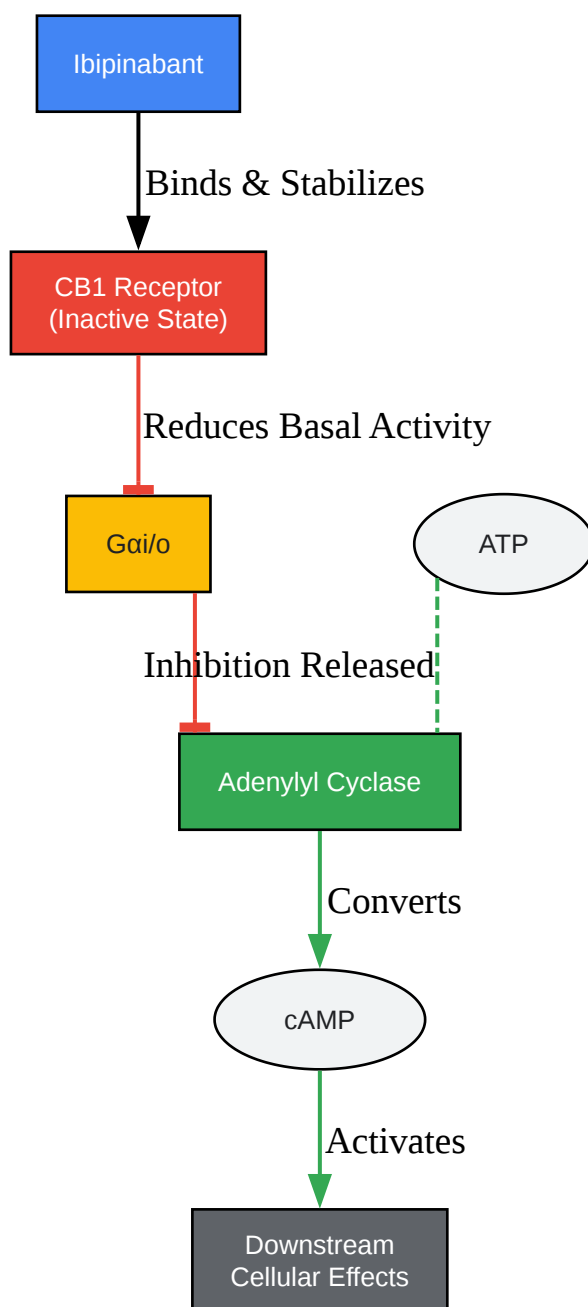 Ibipinabant
Binds & Stabilizes
CB1 Receptor
(Inactive State)
Reduces Basal Activity
Gαi/o
ATP
Inhibition Released
Adenylyl Cyclase
Converts
cAMP
Activates
Downstream
Cellular Effects